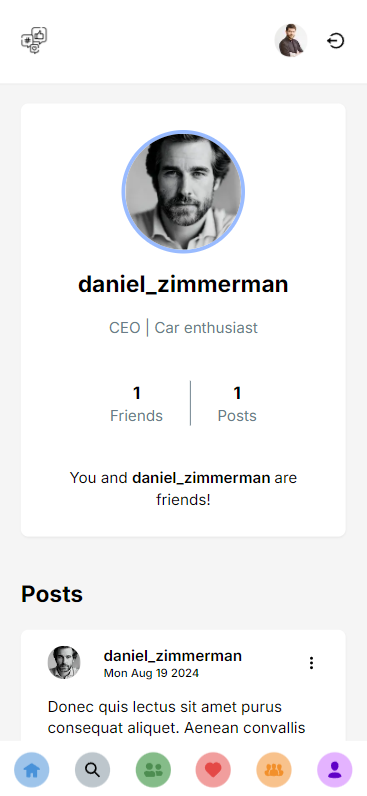 daniel_zimmerman
CEO | Car enthusiast
1
Friends
1
Posts
You and daniel_zimmerman are
friends!
Posts
daniel_zimmerman
Mon Aug 19 2024
Donec quis lectus sit amet purus
consequat aliquet. Aenean convallis